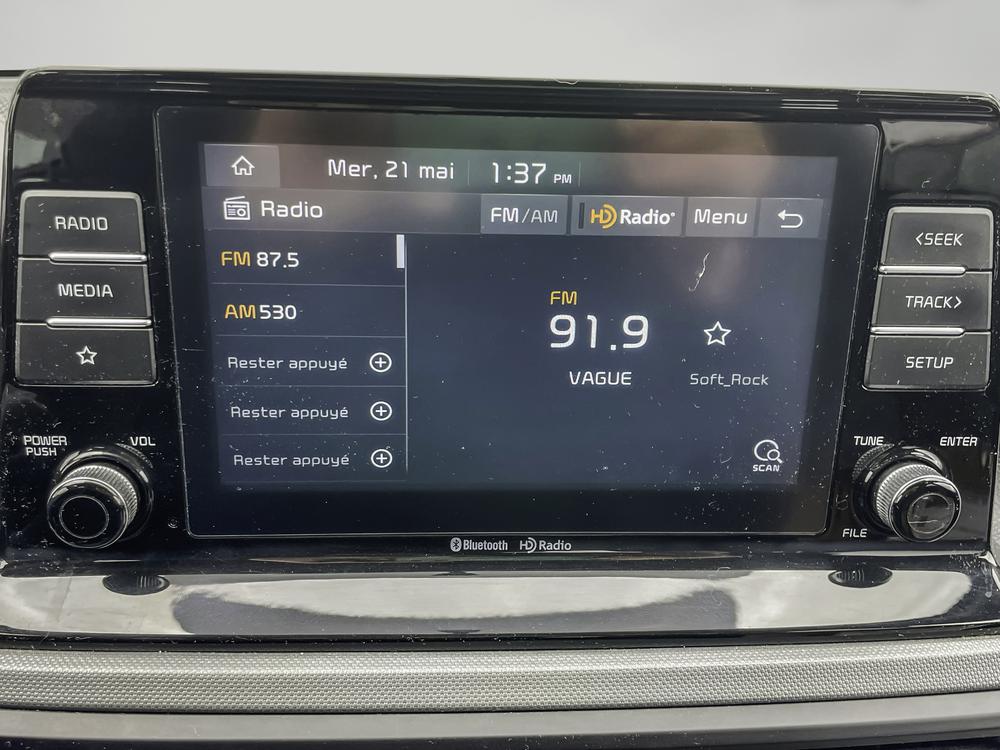 Mer, 21 mai 1:37 PM
Radio FM/AM HD Radio® Menu
FM 87.5
AM 530
Rester appuyé
Rester appuyé
Rester appuyé
FM
91.9
VAGUE Soft_Rock
SCAN
RADIO
MEDIA
POWER
PUSH
VOL
<SEEK
TRACK>
SETUP
TUNE ENTER
FILE
Bluetooth HD Radio